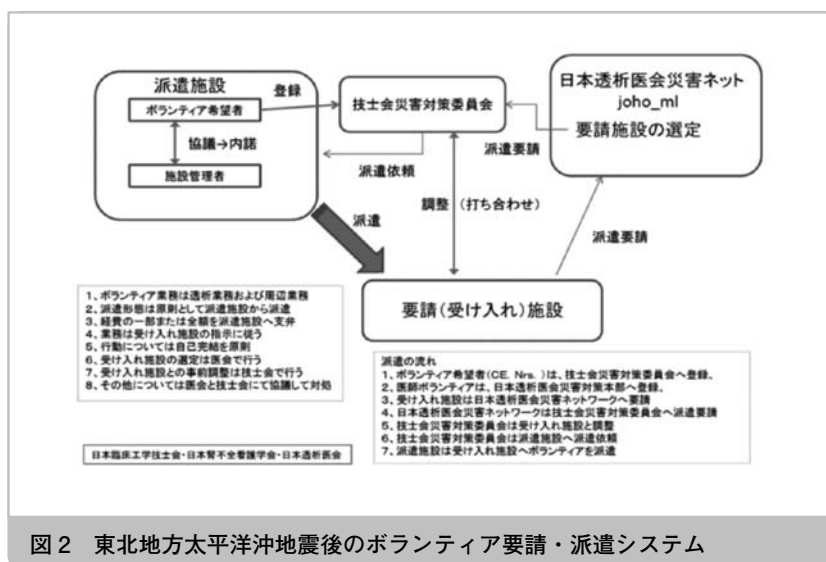 派遣施設
ボランティア希望者
協議→内諾
施設管理者
登録
技士会災害対策委員会
日本透析医会災害ネット
joho_ml
要請施設の選定
派遣要請
派遣依頼
調整（打ち合わせ）
派遣
派遣要請
要請（受け入れ）施設
1、ボランティア業務は透析業務および周辺業務
2、派遣形態は原則として派遣施設から派遣
3、経費の一部または全額を派遣施設へ支弁
4、業務は受け入れ施設の指示に従う
5、行動については自己完結を原則
6、受け入れ施設の選定は医会で行う
7、受け入れ施設との事前調整は技士会で行う
8、その他については医会と技士会にて協議して対処
派遣の流れ
1、ボランティア希望者（CE．Nrs．）は、技士会災害対策委員会へ登録、
2、医師ボランティアは、日本透析医会災害対策本部へ登録、
3、受け入れ施設は日本透析医会災害ネットワークへ要請
4、日本透析医会災害ネットワークは技士会災害対策委員会へ派遣要請
5、技士会災害対策委員会は受け入れ施設と調整
6、技士会災害対策委員会は派遣施設へ派遣依頼
7、派遣施設は受け入れ施設へボランティアを派遣
日本臨床工学技士会・日本腎不全看護学会・日本透析医会
図2　東北地方太平洋沖地震後のボランティア要請・派遣システム